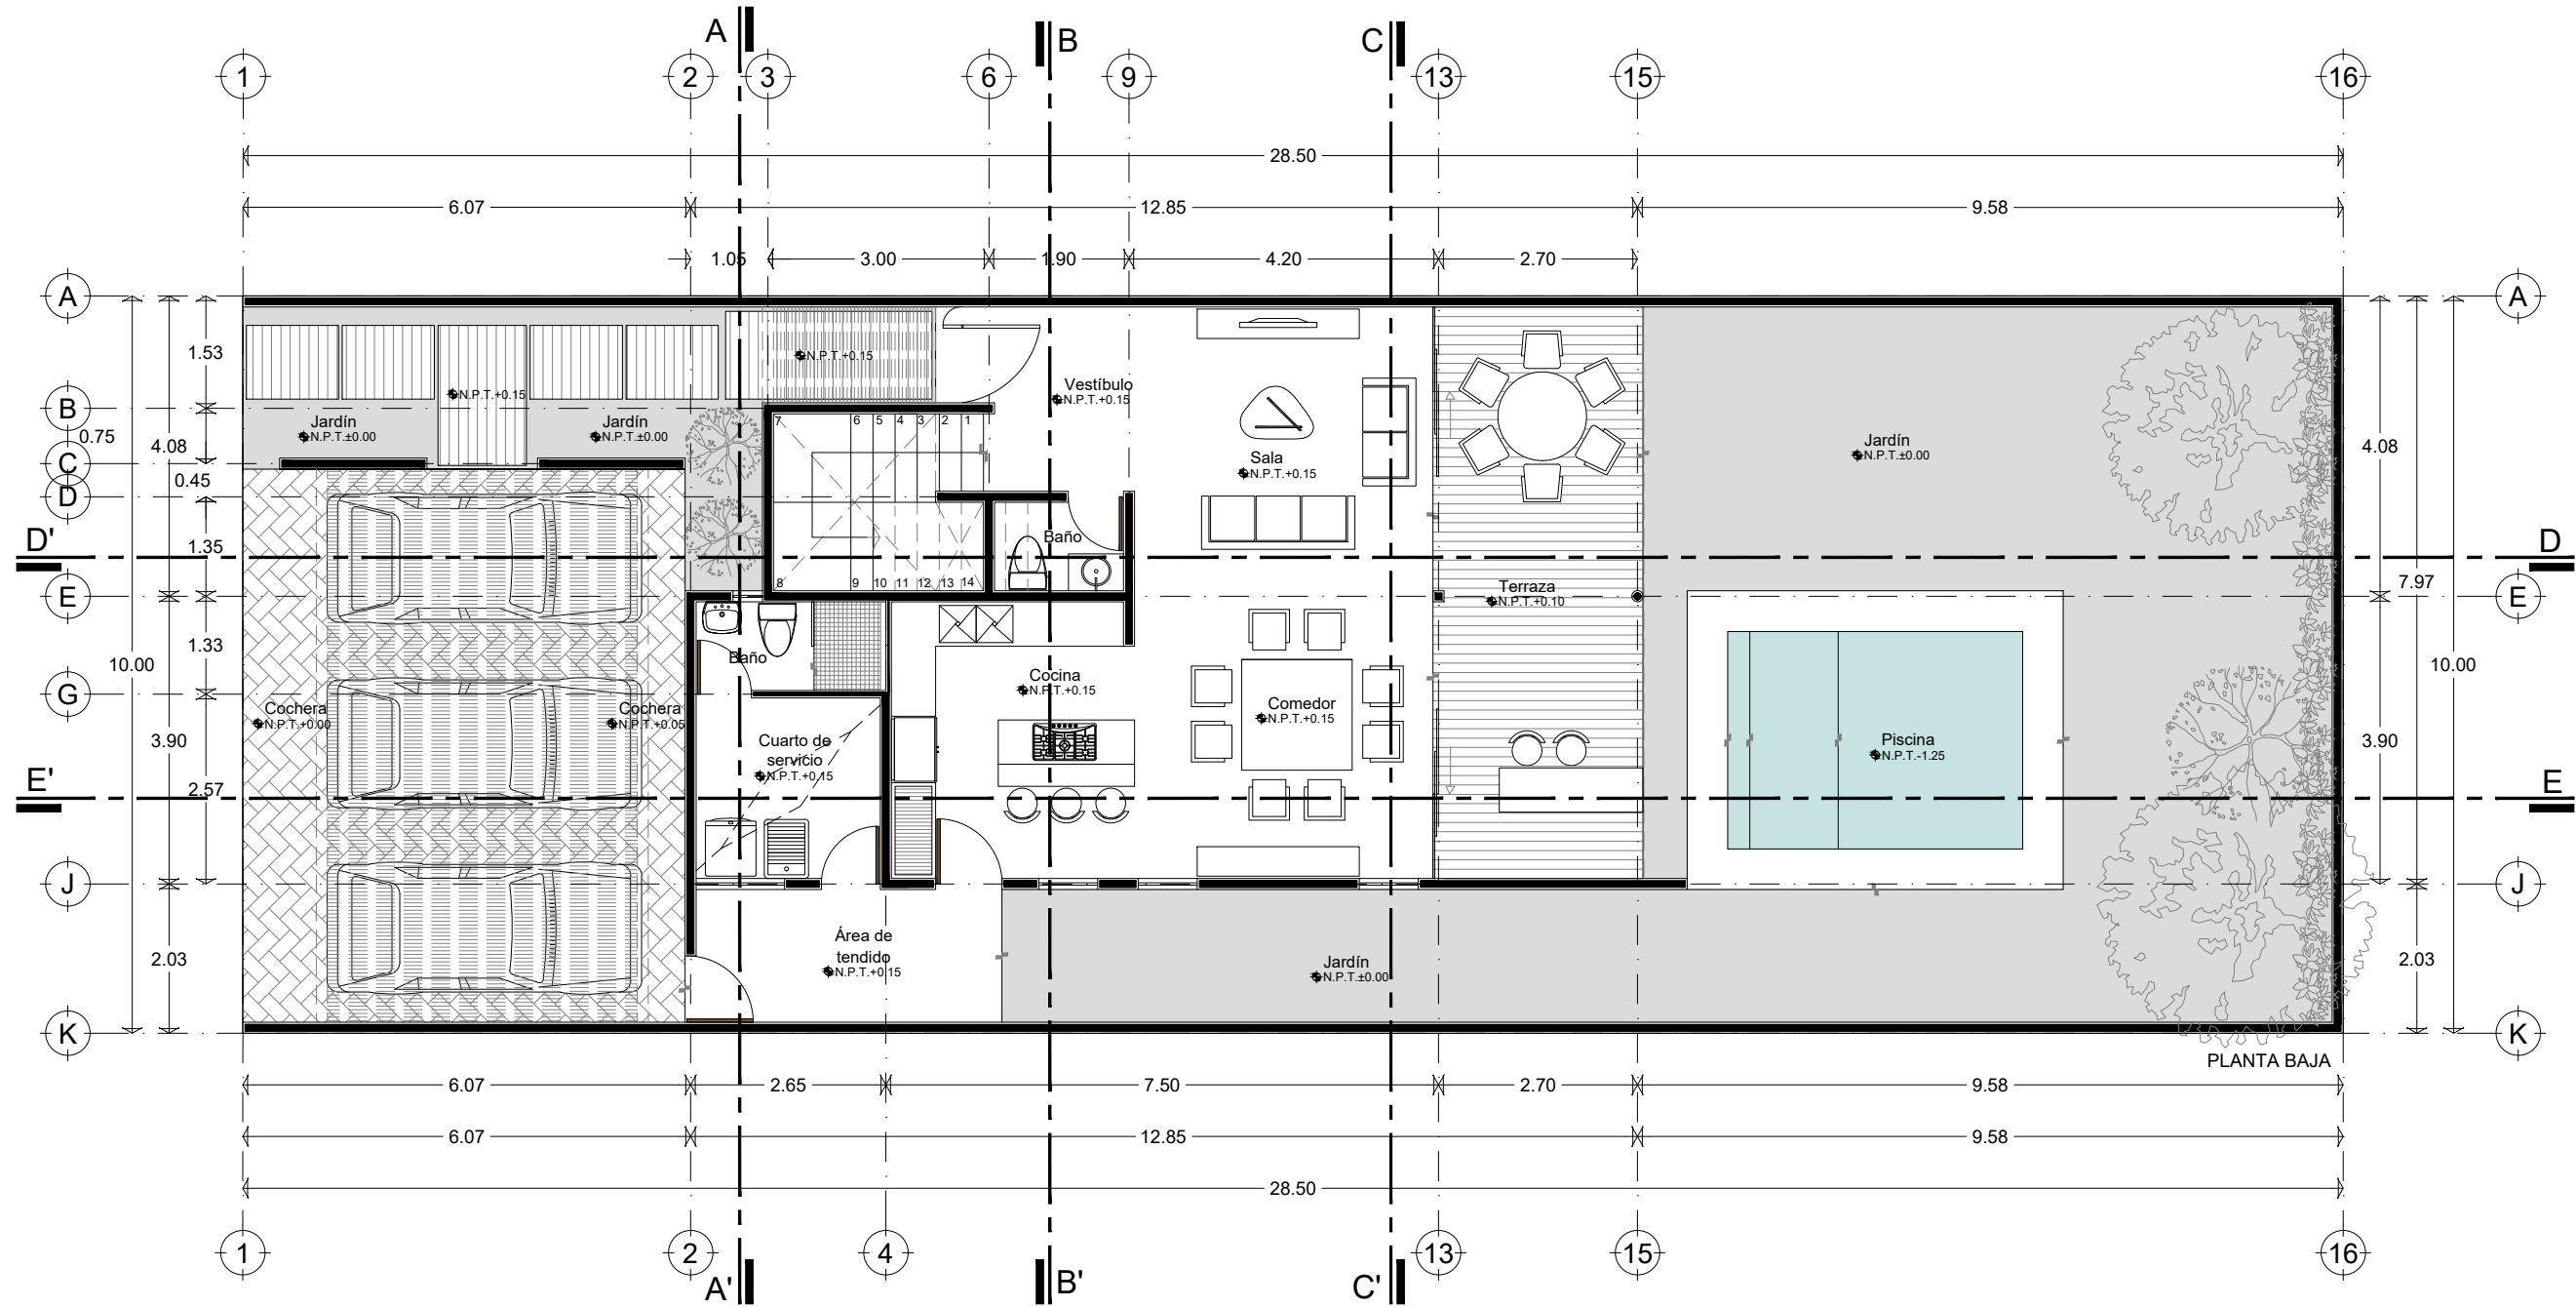 A
B
C
1
2
3
6
9
13
15
16
28.50
6.07
12.85
9.58
1.05
3.00
1.90
4.20
2.70
A
A
1.53
N.P.T.+0.15
Vestíbulo
N.P.T.+0.15
N.P.T.+0.15
B
0.75
4.08
Jardín
N.P.T.±0.00
Jardín
N.P.T.±0.00
7
6
5
4
3
2
1
Sala
N.P.T.+0.15
Jardín
N.P.T.±0.00
4.08
C
0.45
D
D'
1.35
Baño
D
8
9
10
11
12
13
14
E
Terraza
N.P.T.+0.10
7.97
E
1.33
10.00
Baño
Cocina
N.P.T.+0.15
10.00
G
Cochera
N.P.T.+0.00
Cochera
N.P.T.+0.05
Comedor
N.P.T.+0.15
3.90
Cuarto de
servicio
N.P.T.+0.15
Piscina
N.P.T.-1.25
3.90
E'
2.57
E
J
J
2.03
Área de
tendido
N.P.T.+0.15
Jardín
N.P.T.±0.00
2.03
K
K
PLANTA BAJA
6.07
2.65
7.50
2.70
9.58
6.07
12.85
9.58
28.50
1
2
4
13
15
16
A'
B'
C'